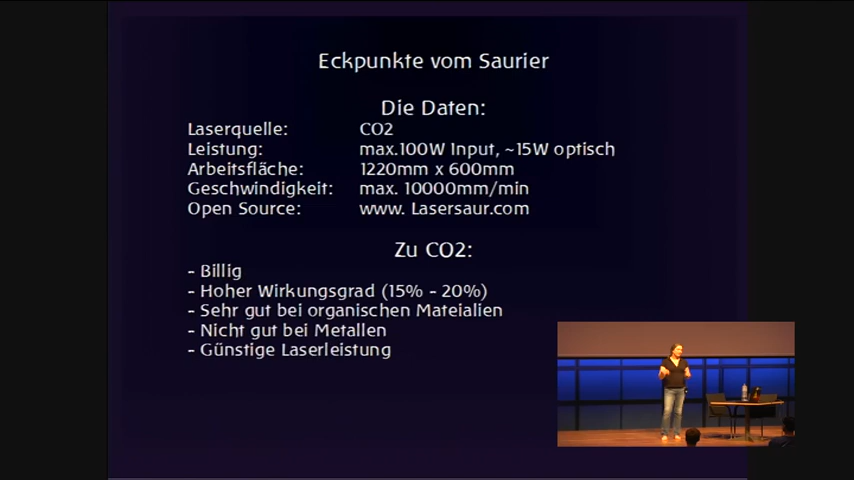 Eckpunkte vom Saurier
Die Daten:
Laserquelle: CO2
Leistung: max.100W Input, ~15W optisch
Arbeitsfläche: 1220mm x 600mm
Geschwindigkeit: max. 10000mm/min
Open Source: www. Lasersaur.com
Zu CO2:
- Billig
- Hoher Wirkungsgrad (15% - 20%)
- Sehr gut bei organischen Mateialien
- Nicht gut bei Metallen
- Günstige Laserleistung